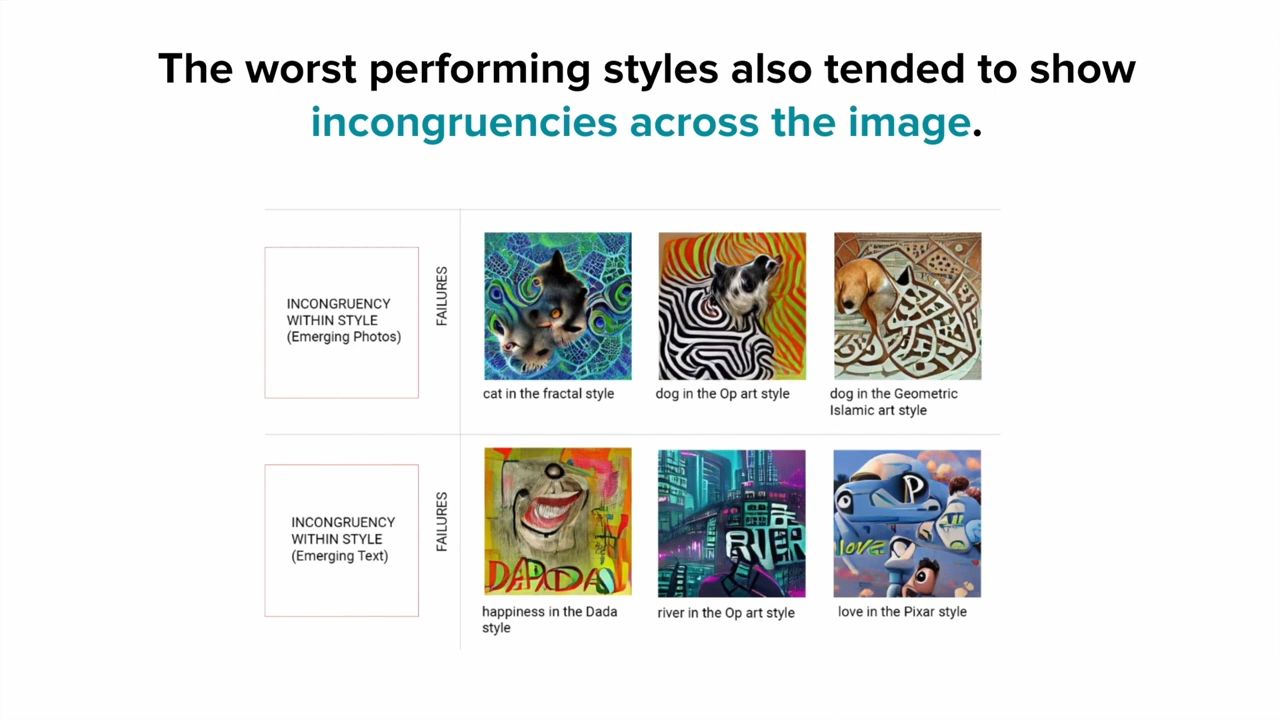 The worst performing styles also tended to show
incongruencies across the image.
INCONGRUENCY
WITHIN STYLE
(Emerging Photos)
FAILURES
cat in the fractal style
dog in the Op art style
dog in the Geometric
Islamic art style
INCONGRUENCY
WITHIN STYLE
(Emerging Text)
FAILURES
RIVER
P
love
happiness in the Dada
style
river in the Op art style
love in the Pixar style